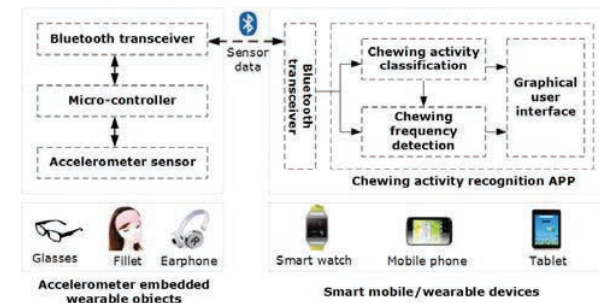 Bluetooth transceiver
Micro-controller
Accelerometer sensor
Sensor
data
Bluetooth
transceiver
Chewing activity
classification
Chewing
frequency
detection
Graphical
user
interface
Chewing activity recognition APP
Glasses
Fillet
Earphone
Smart watch
Mobile phone
Tablet
Accelerometer embedded
wearable objects
Smart mobile/wearable devices